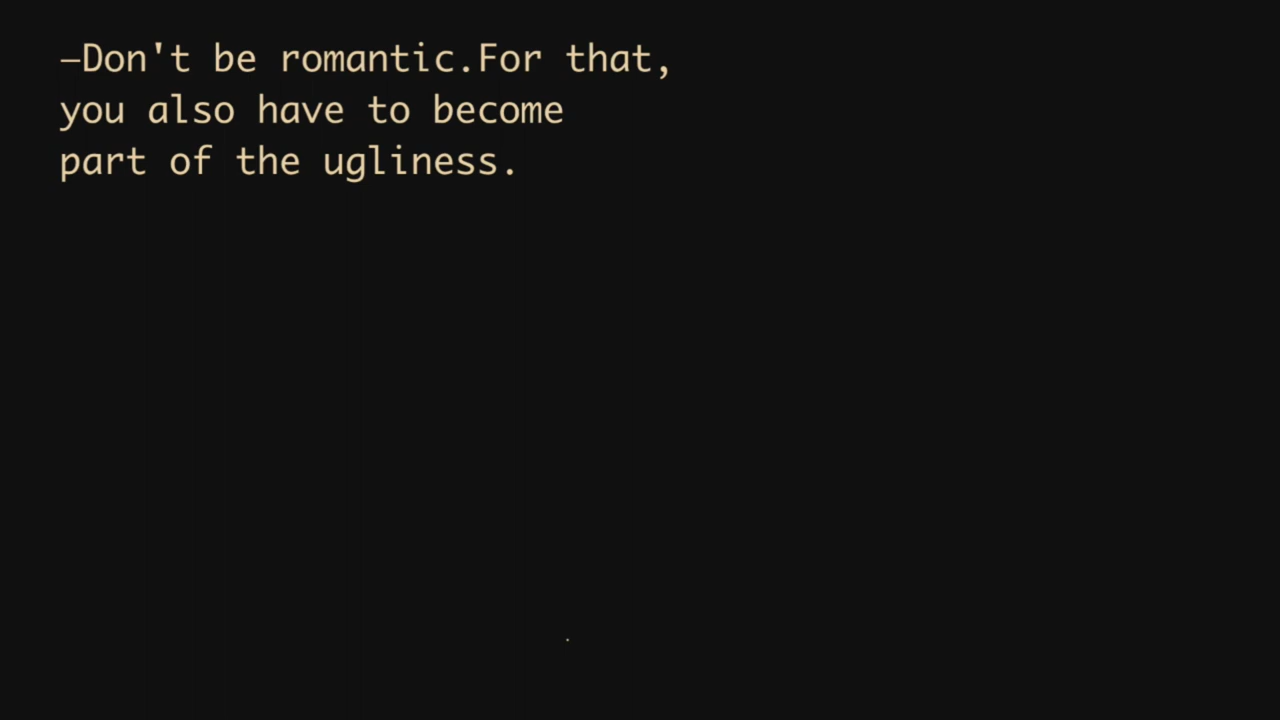 —Don't be romantic.For that,
you also have to become
part of the ugliness.